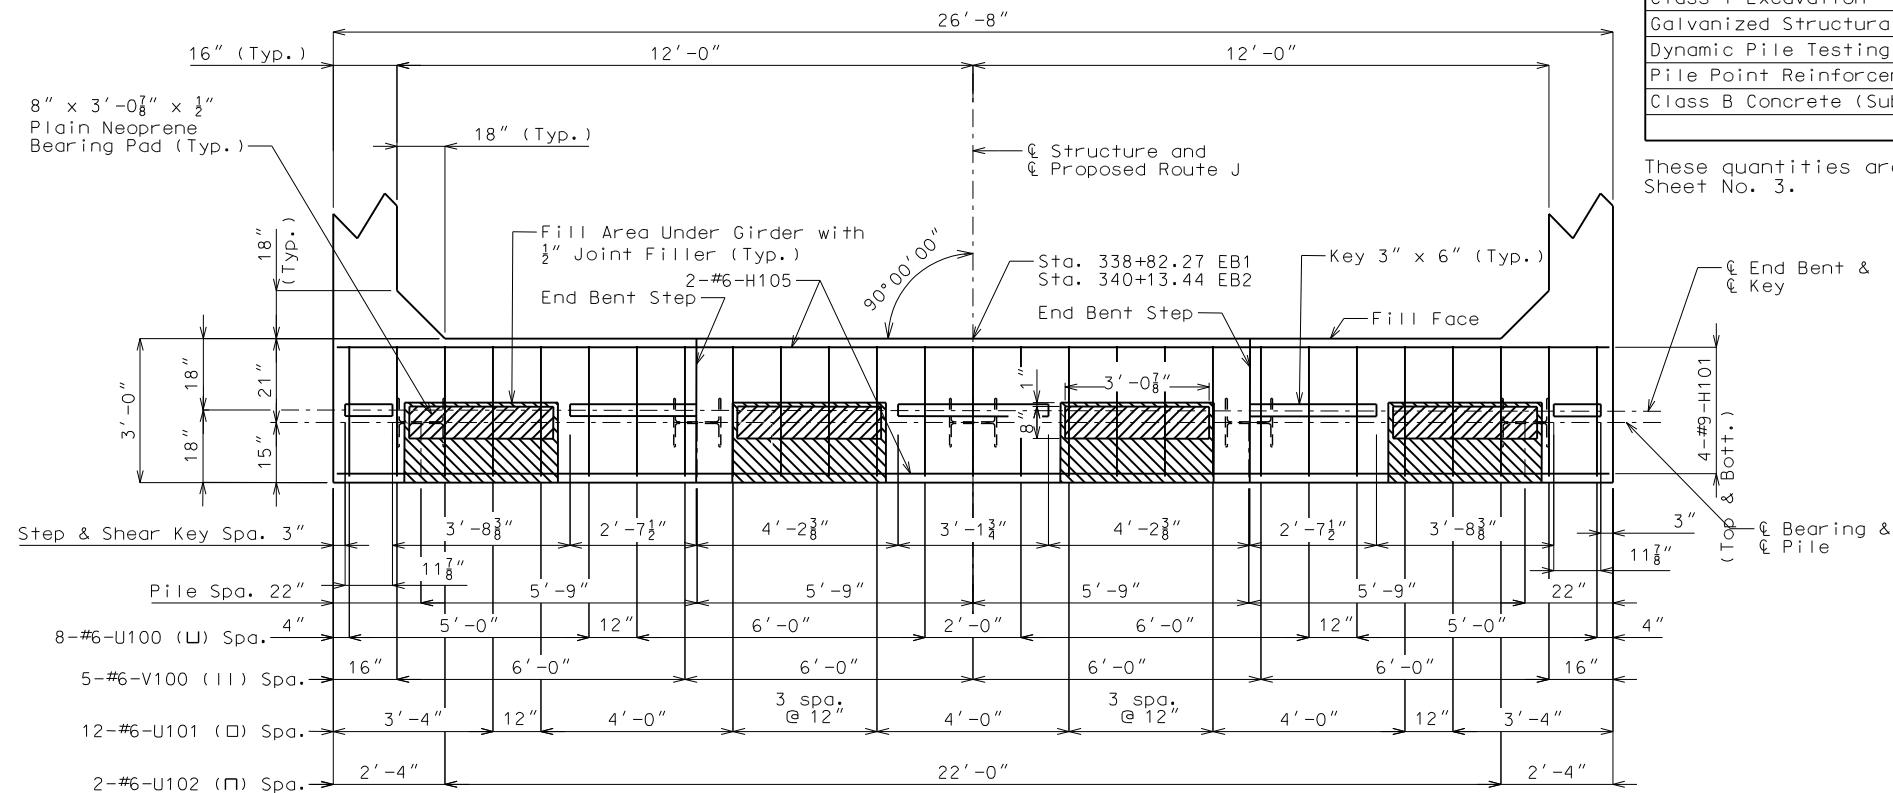 26'-8"
16" (Typ.)
12'-0"
12'-0"
Galvanized Structura
Dynamic Pile Testing
Pile Point Reinforcem
Class B Concrete (Sub
These quantities are
Sheet No. 3.
8" x 3'-0⅞" x ½"
Plain Neoprene
Bearing Pad (Typ.)
18" (Typ.)
℄ Structure and
℄ Proposed Route J
18"
(Typ.)
Fill Area Under Girder with
½" Joint Filler (Typ.)
2-#6-H105
End Bent Step
90°00'00"
Sta. 338+82.27 EB1
Sta. 340+13.44 EB2
End Bent Step
Key 3" x 6" (Typ.)
Fill Face
℄ End Bent &
℄ Key
3'-0"
18"
18"
21"
15"
1"
8"
3'-0⅞"
4-#9-H101
(Top & Bott.)
℄ Bearing &
℄ Pile
Step & Shear Key Spa. 3"
3'-8⅜"
2'-7½"
4'-2⅜"
3'-1¾"
4'-2⅜"
2'-7½"
3'-8⅜"
3"
11⅞"
11⅞"
Pile Spa. 22"
5'-9"
5'-9"
5'-9"
5'-9"
22"
8-#6-U100 (⊔) Spa. 4"
5'-0"
12"
6'-0"
2'-0"
6'-0"
12"
5'-0"
4"
5-#6-V100 (||) Spa.
16"
6'-0"
6'-0"
6'-0"
6'-0"
16"
12-#6-U101 (□) Spa.
3'-4"
12"
4'-0"
3 spa.
@ 12"
4'-0"
3 spa.
@ 12"
4'-0"
12"
3'-4"
2-#6-U102 (⊓) Spa.
2'-4"
22'-0"
2'-4"